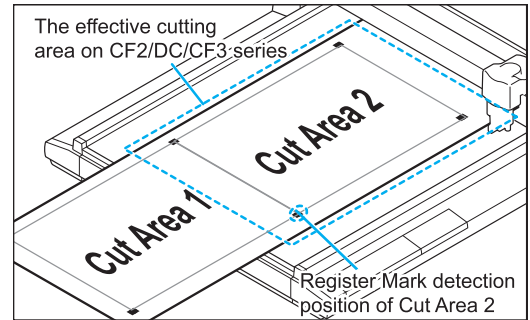 The effective cutting
area on CF2/DC/CF3 series
Cut Area 2
Cut Area 1
Register Mark detection
position of Cut Area 2